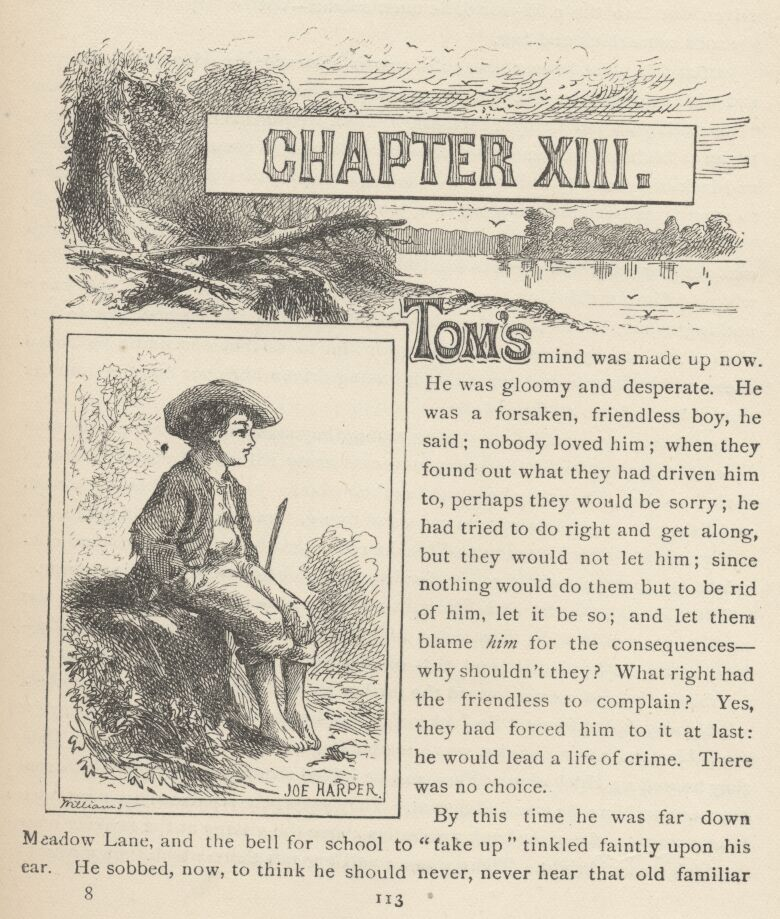 CHAPTER XIII.
TOM'S mind was made up now.
He was gloomy and desperate. He
was a forsaken, friendless boy, he
said; nobody loved him; when they
found out what they had driven him
to, perhaps they would be sorry; he
had tried to do right and get along,
but they would not let him; since
nothing would do them but to be rid
of him, let it be so; and let them
blame him for the consequences—
why shouldn't they? What right had
the friendless to complain? Yes,
they had forced him to it at last:
he would lead a life of crime. There
was no choice.
JOE HARPER.
Williams
By this time he was far down
Meadow Lane, and the bell for school to "take up" tinkled faintly upon his
ear. He sobbed, now, to think he should never, never hear that old familiar
8
113